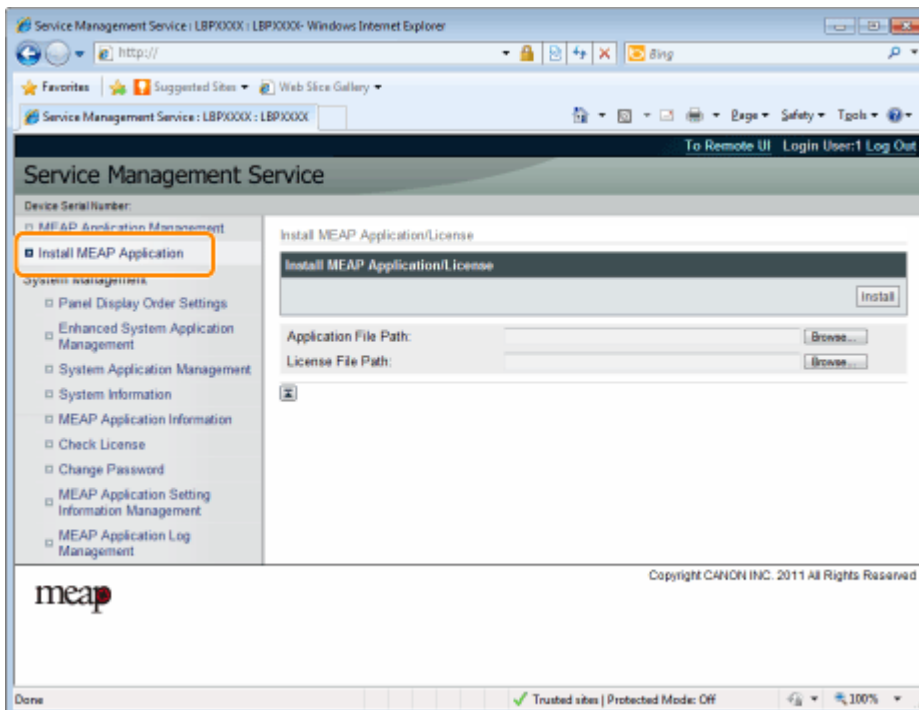 Service Management Service : LBPXXXX : LBPXXXX- Windows Internet Explorer
http://
Bing
Favorites
Suggested Sites
Web Slice Gallery
Service Management Service : LBPXXXX : LBPXXXX
Page
Safety
Tools
To Remote UI Login User:1 Log Out
Service Management Service
Device Serial Number:
MEAP Application Management
Install MEAP Application
System Management
Panel Display Order Settings
Enhanced System Application
Management
System Application Management
System Information
MEAP Application Information
Check License
Change Password
MEAP Application Setting
Information Management
MEAP Application Log
Management
Install MEAP Application/License
Install MEAP Application/License
Install
Application File Path:
Browse...
License File Path:
Browse...
meap
Copyright CANON INC. 2011 All Rights Reserved
Done
Trusted sites | Protected Mode: Off
100%